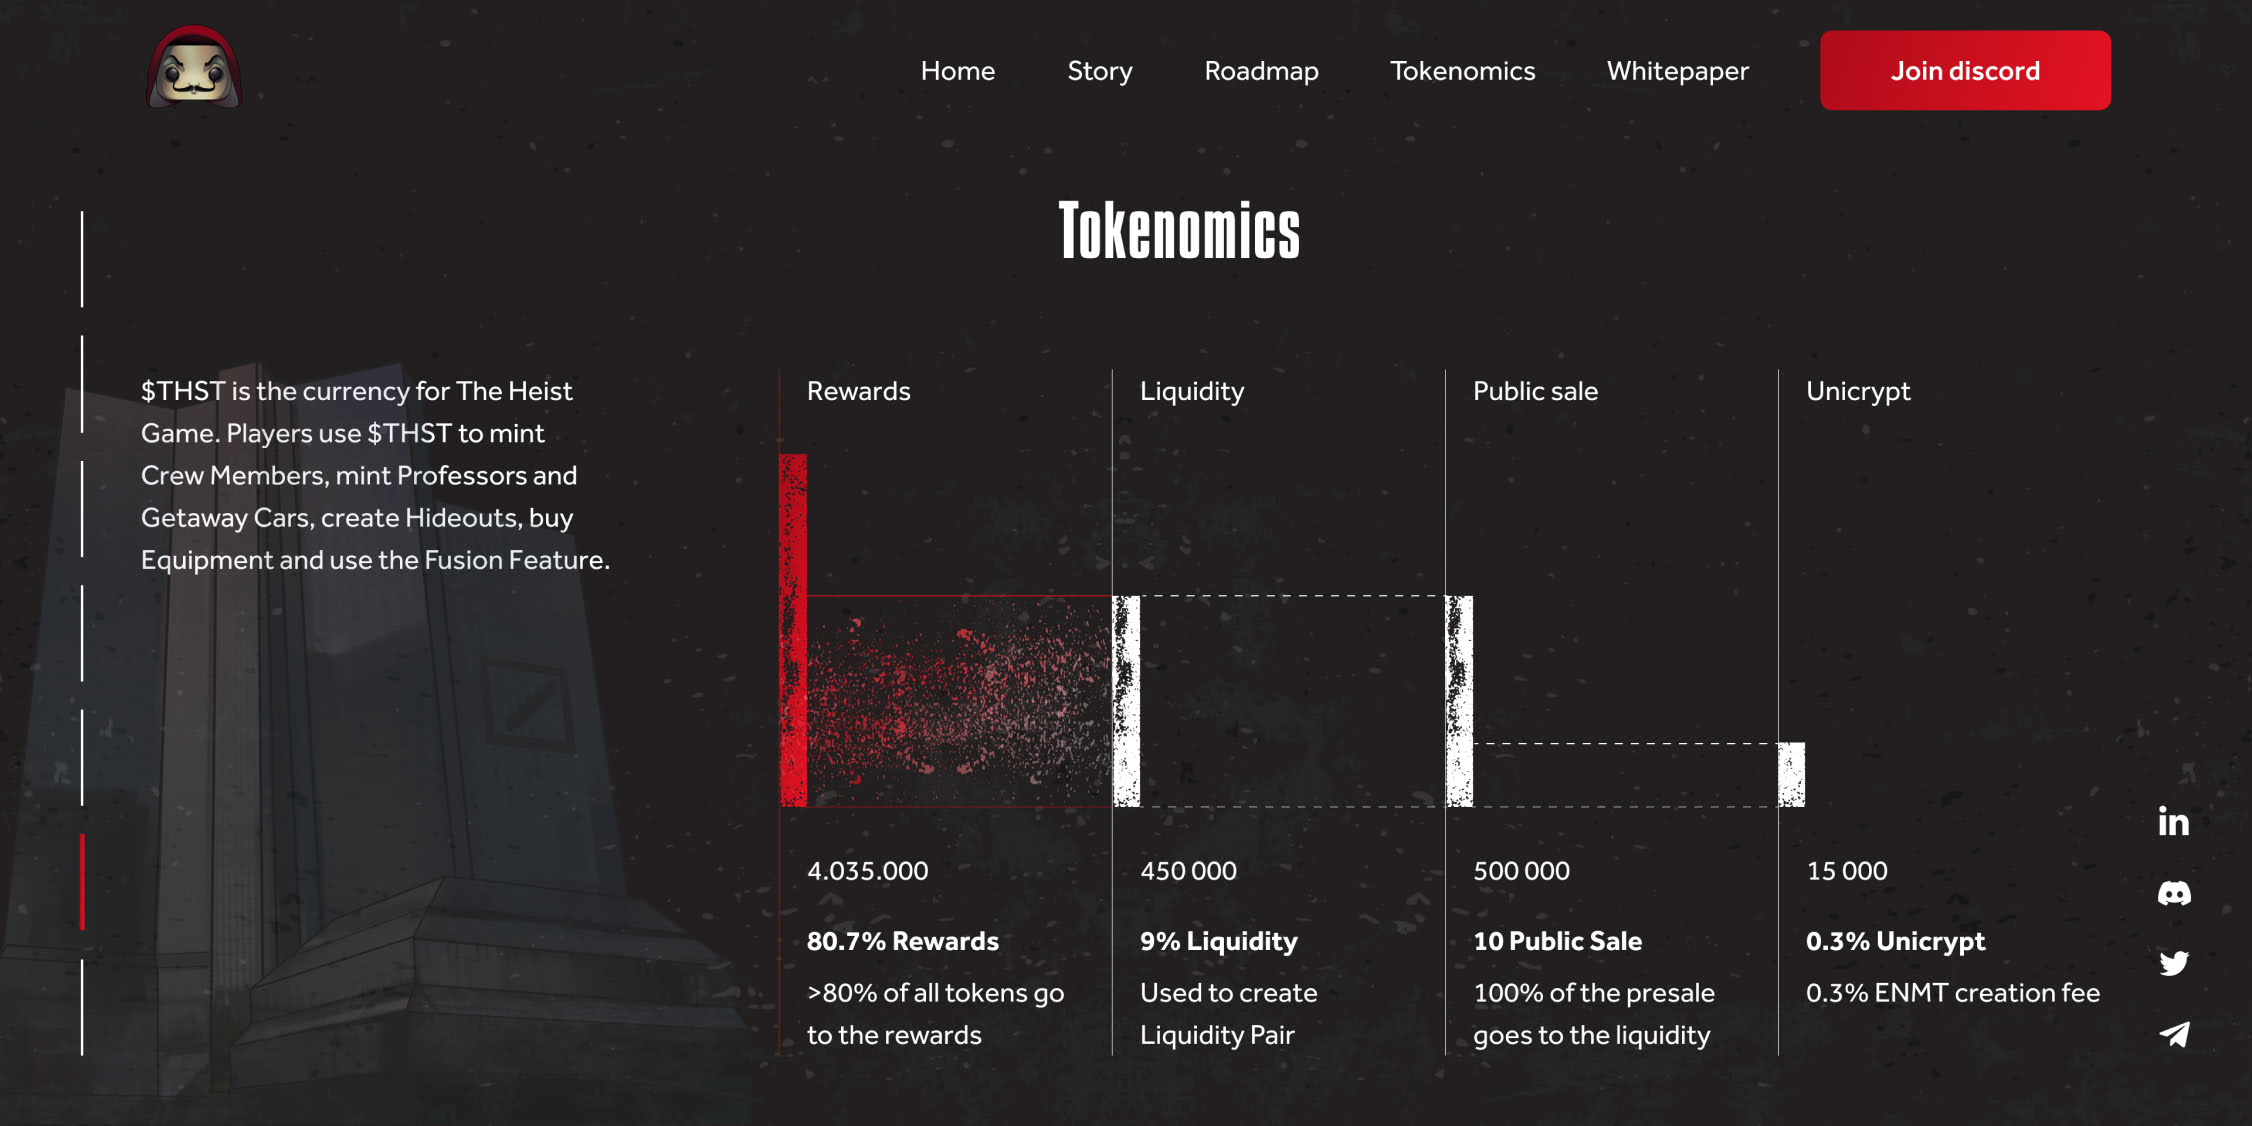 Home
Story
Roadmap
Tokenomics
Whitepaper
Join discord
Tokenomics
$THST is the currency for The Heist
Game. Players use $THST to mint
Crew Members, mint Professors and
Getaway Cars, create Hideouts, buy
Equipment and use the Fusion Feature.
Rewards
Liquidity
Public sale
Unicrypt
4.035.000
80.7% Rewards
>80% of all tokens go
to the rewards
450 000
9% Liquidity
Used to create
Liquidity Pair
500 000
10 Public Sale
100% of the presale
goes to the liquidity
15 000
0.3% Unicrypt
0.3% ENMT creation fee
in